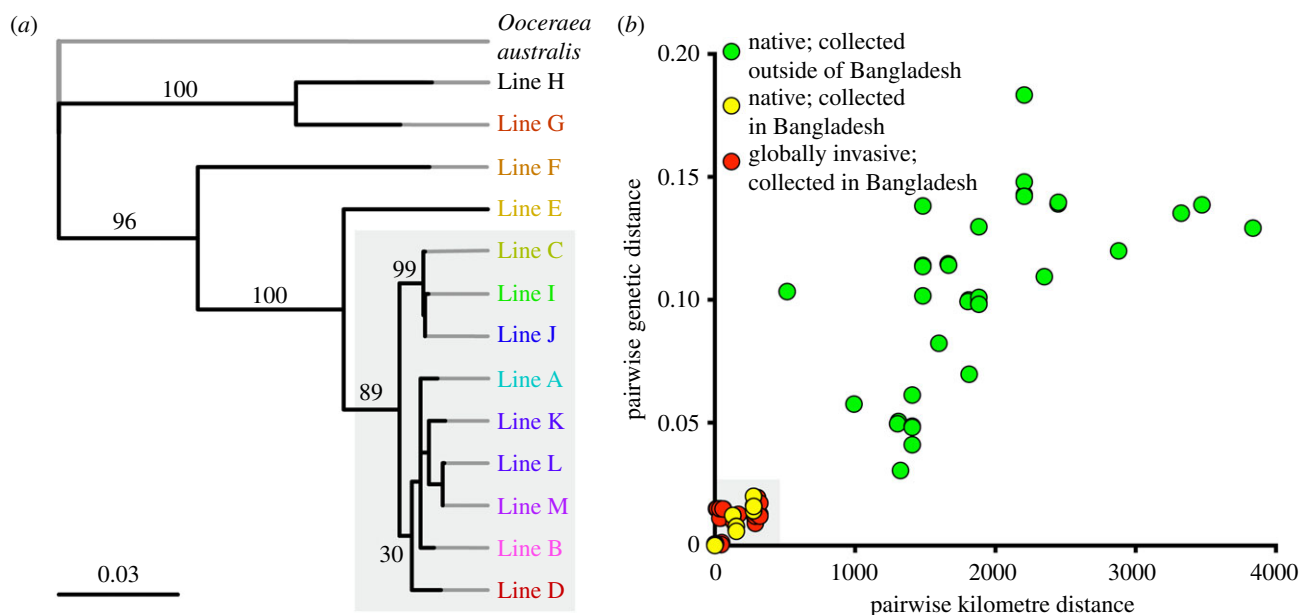 (a)
Ooceraea
australis
Line H
Line G
Line F
Line E
Line C
Line I
Line J
Line A
Line K
Line L
Line M
Line B
Line D
100
96
100
99
89
30
0.03
(b)
native; collected
outside of Bangladesh
native; collected
in Bangladesh
globally invasive;
collected in Bangladesh
pairwise genetic distance
0.20
0.15
0.10
0.05
0
0 1000 2000 3000 4000
pairwise kilometre distance